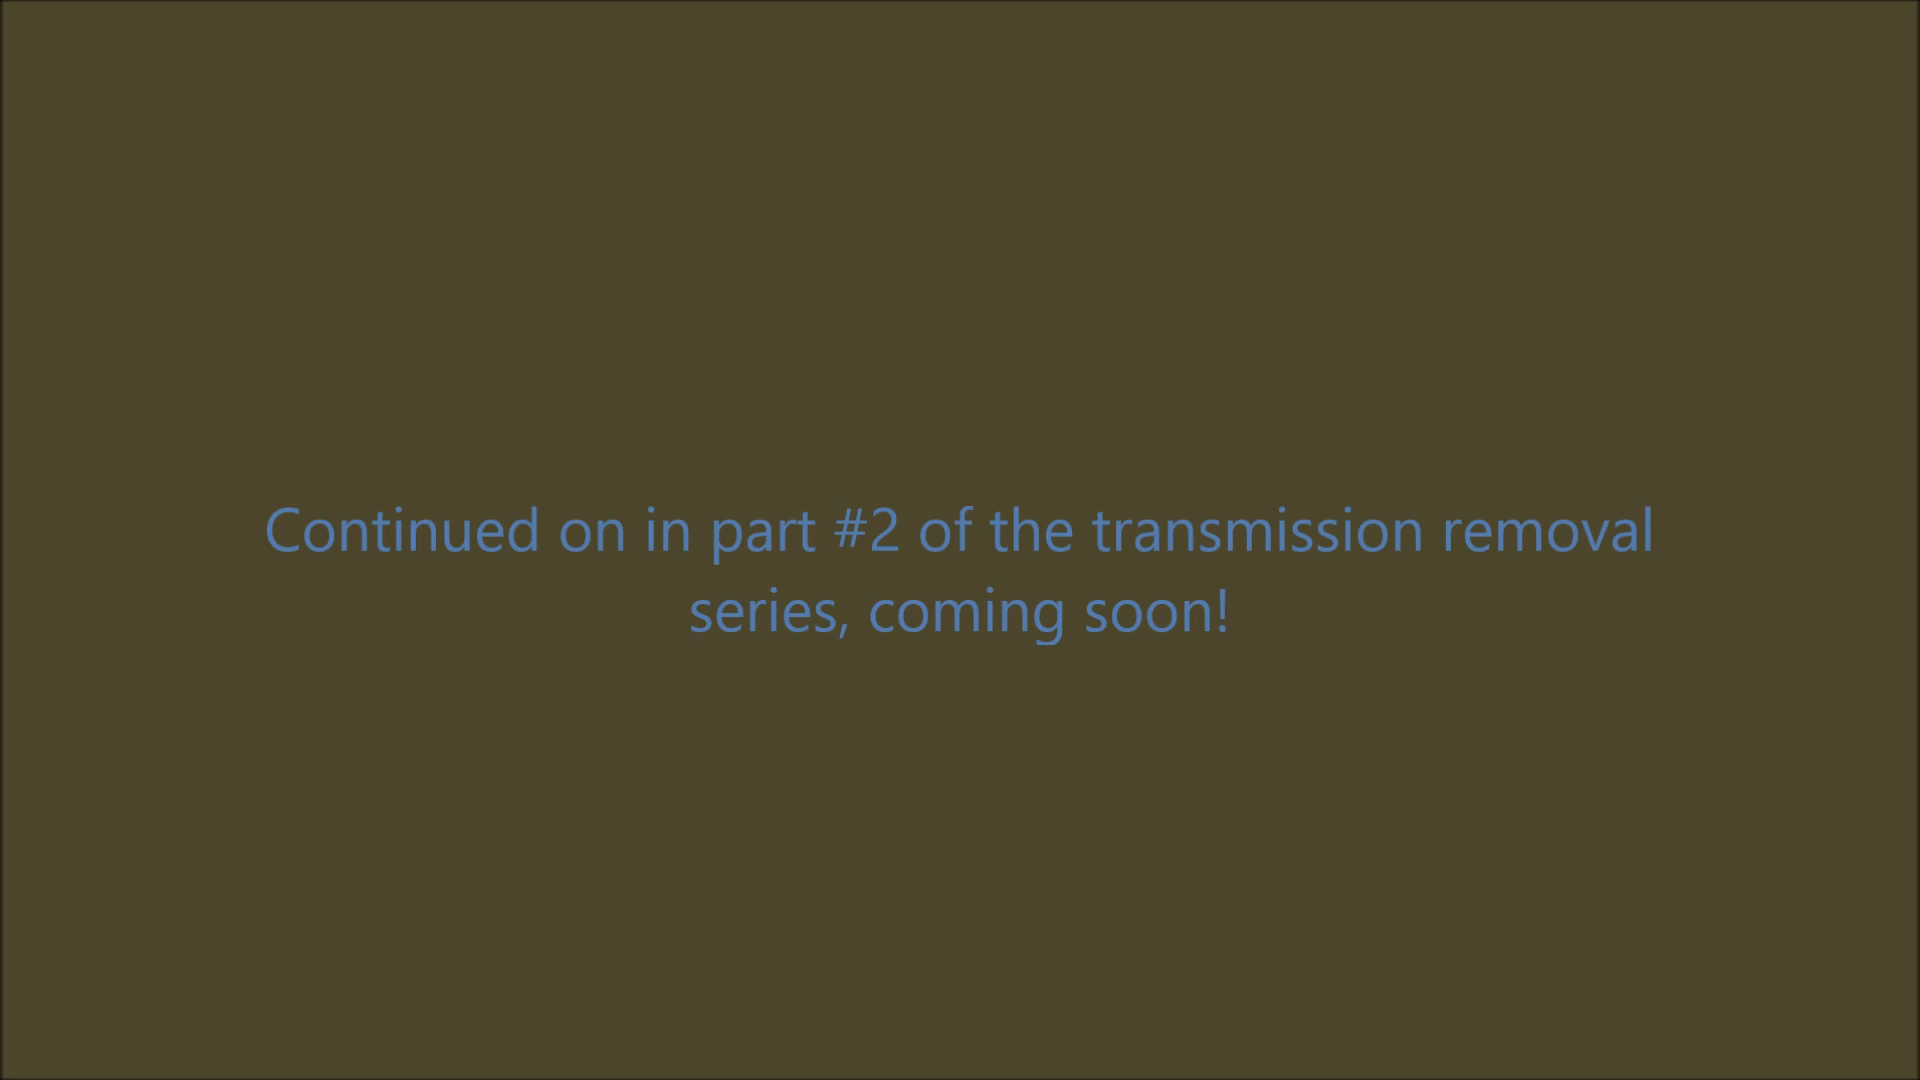 Continued on in part #2 of the transmission removal
series, coming soon!